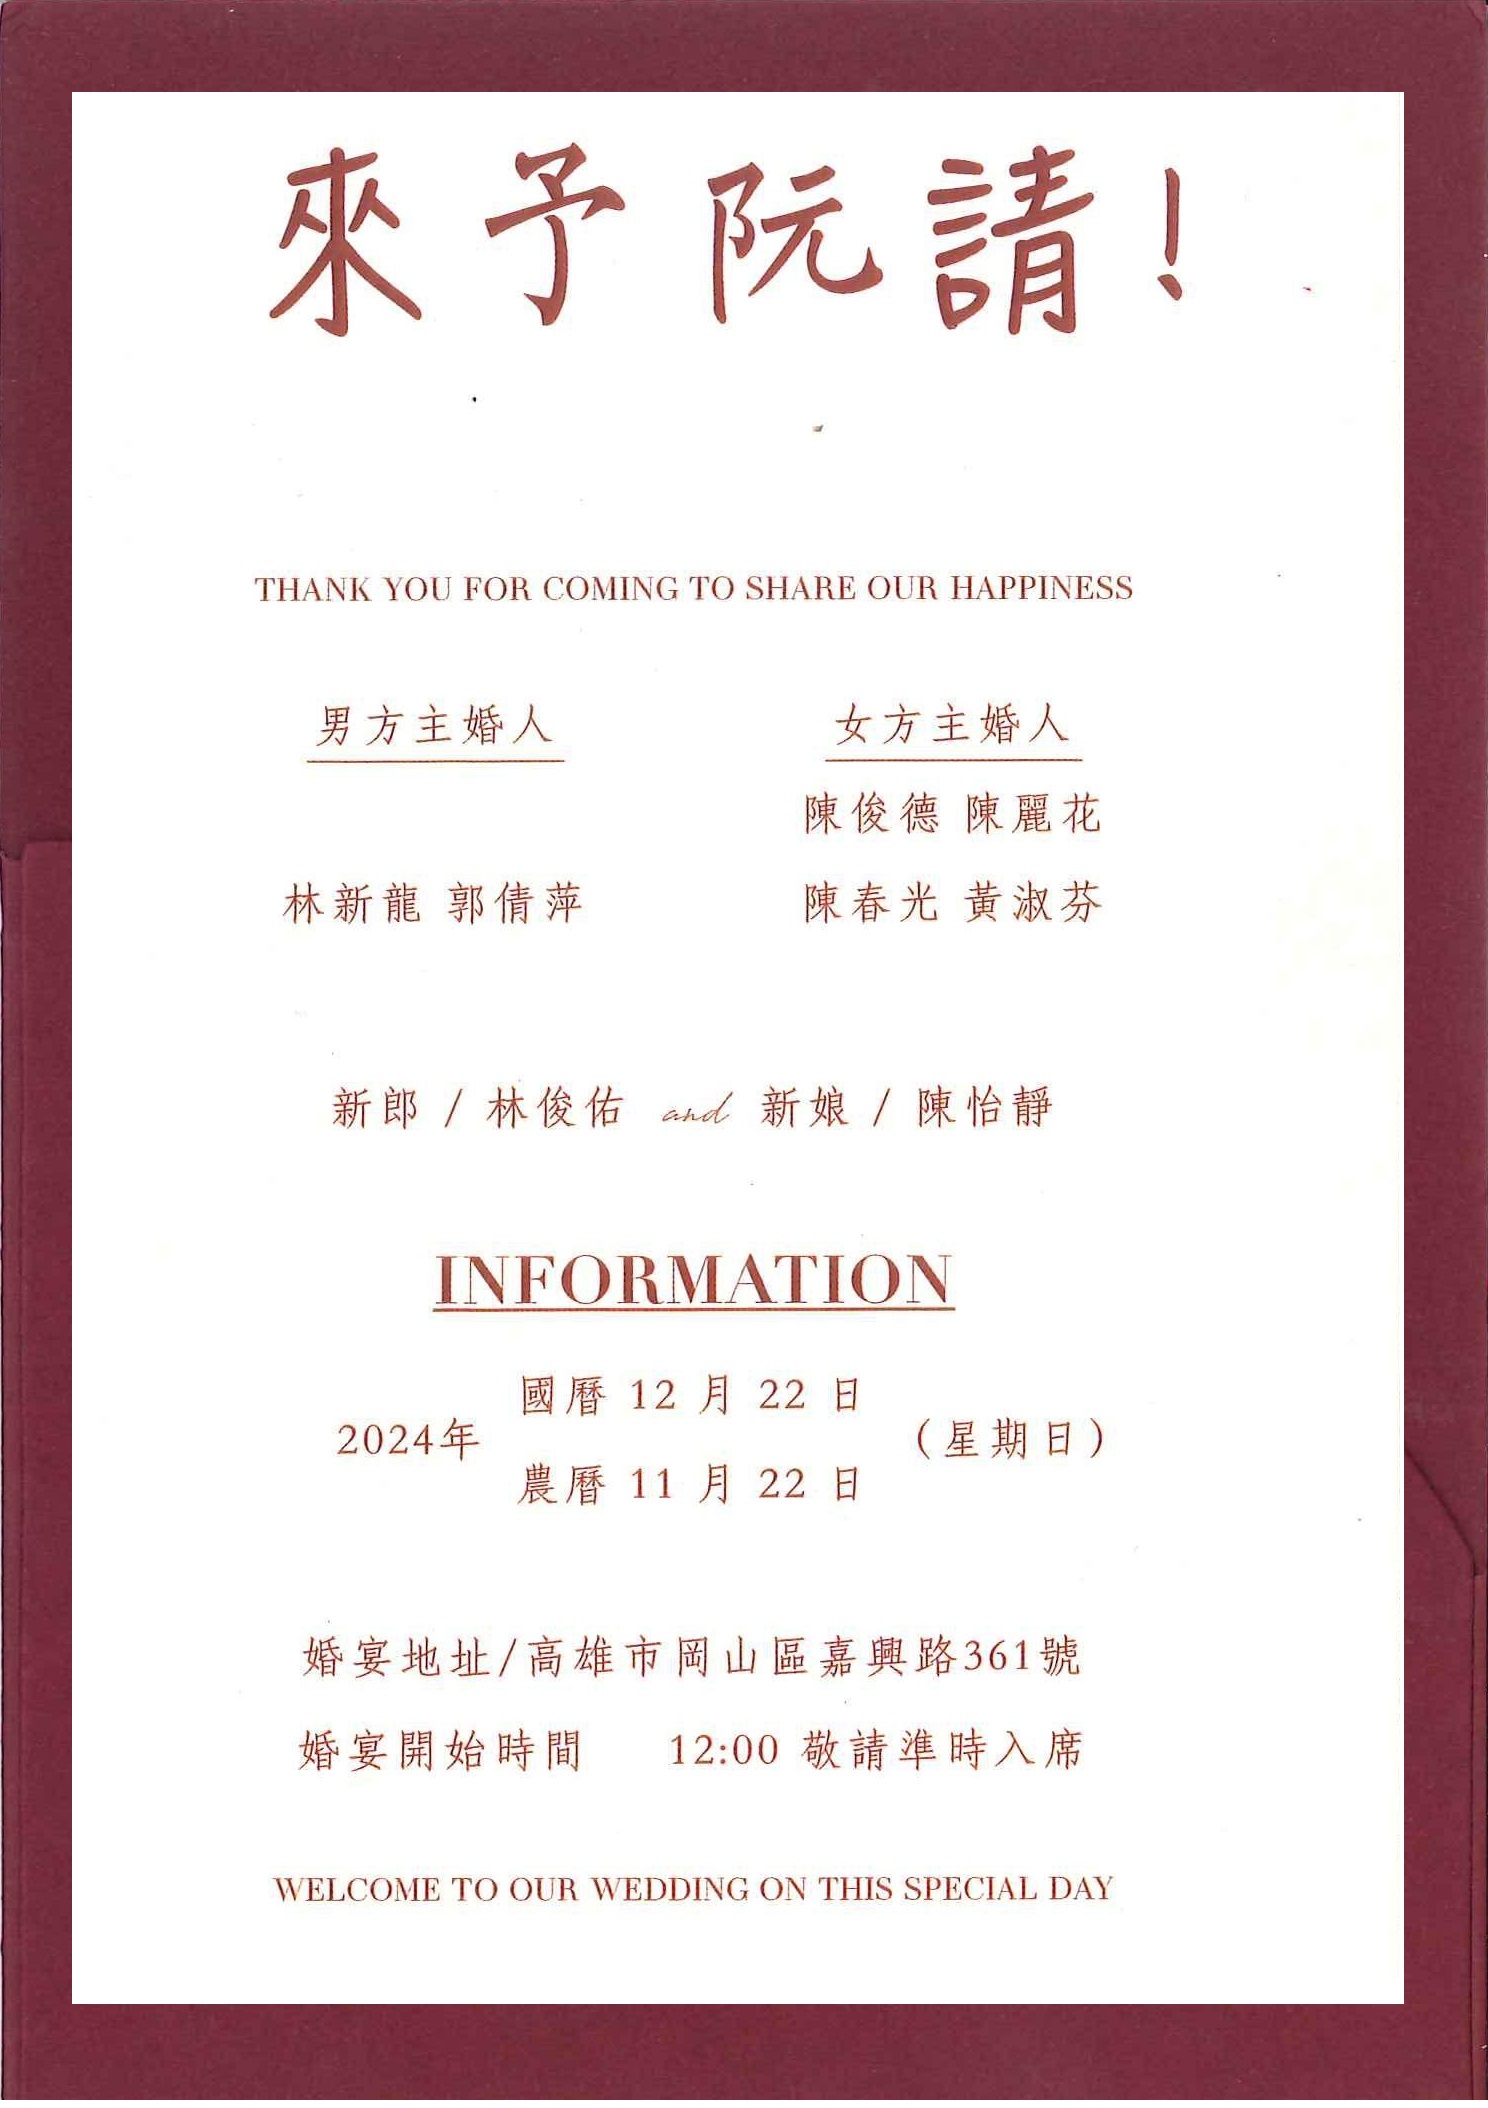 來予阮請!
THANK YOU FOR COMING TO SHARE OUR HAPPINESS
男方主婚人 女方主婚人
陳俊德 陳麗花
林新龍 郭倩萍 陳春光 黃淑芬
新郎 / 林俊佑 and 新娘 / 陳怡靜
INFORMATION
國曆 12 月 22 日
2024年 (星期日)
農曆 11 月 22 日
婚宴地址/高雄市岡山區嘉興路361號
婚宴開始時間 12:00 敬請準時入席
WELCOME TO OUR WEDDING ON THIS SPECIAL DAY